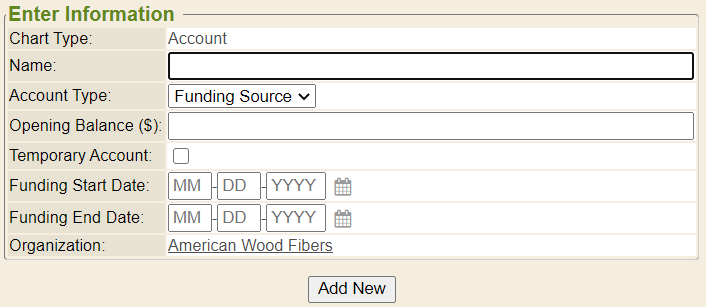 Enter Information
Chart Type: Account
Name:
Account Type: Funding Source
Opening Balance ($):
Temporary Account:
Funding Start Date: MM-DD-YYYY
Funding End Date: MM-DD-YYYY
Organization: American Wood Fibers
Add New